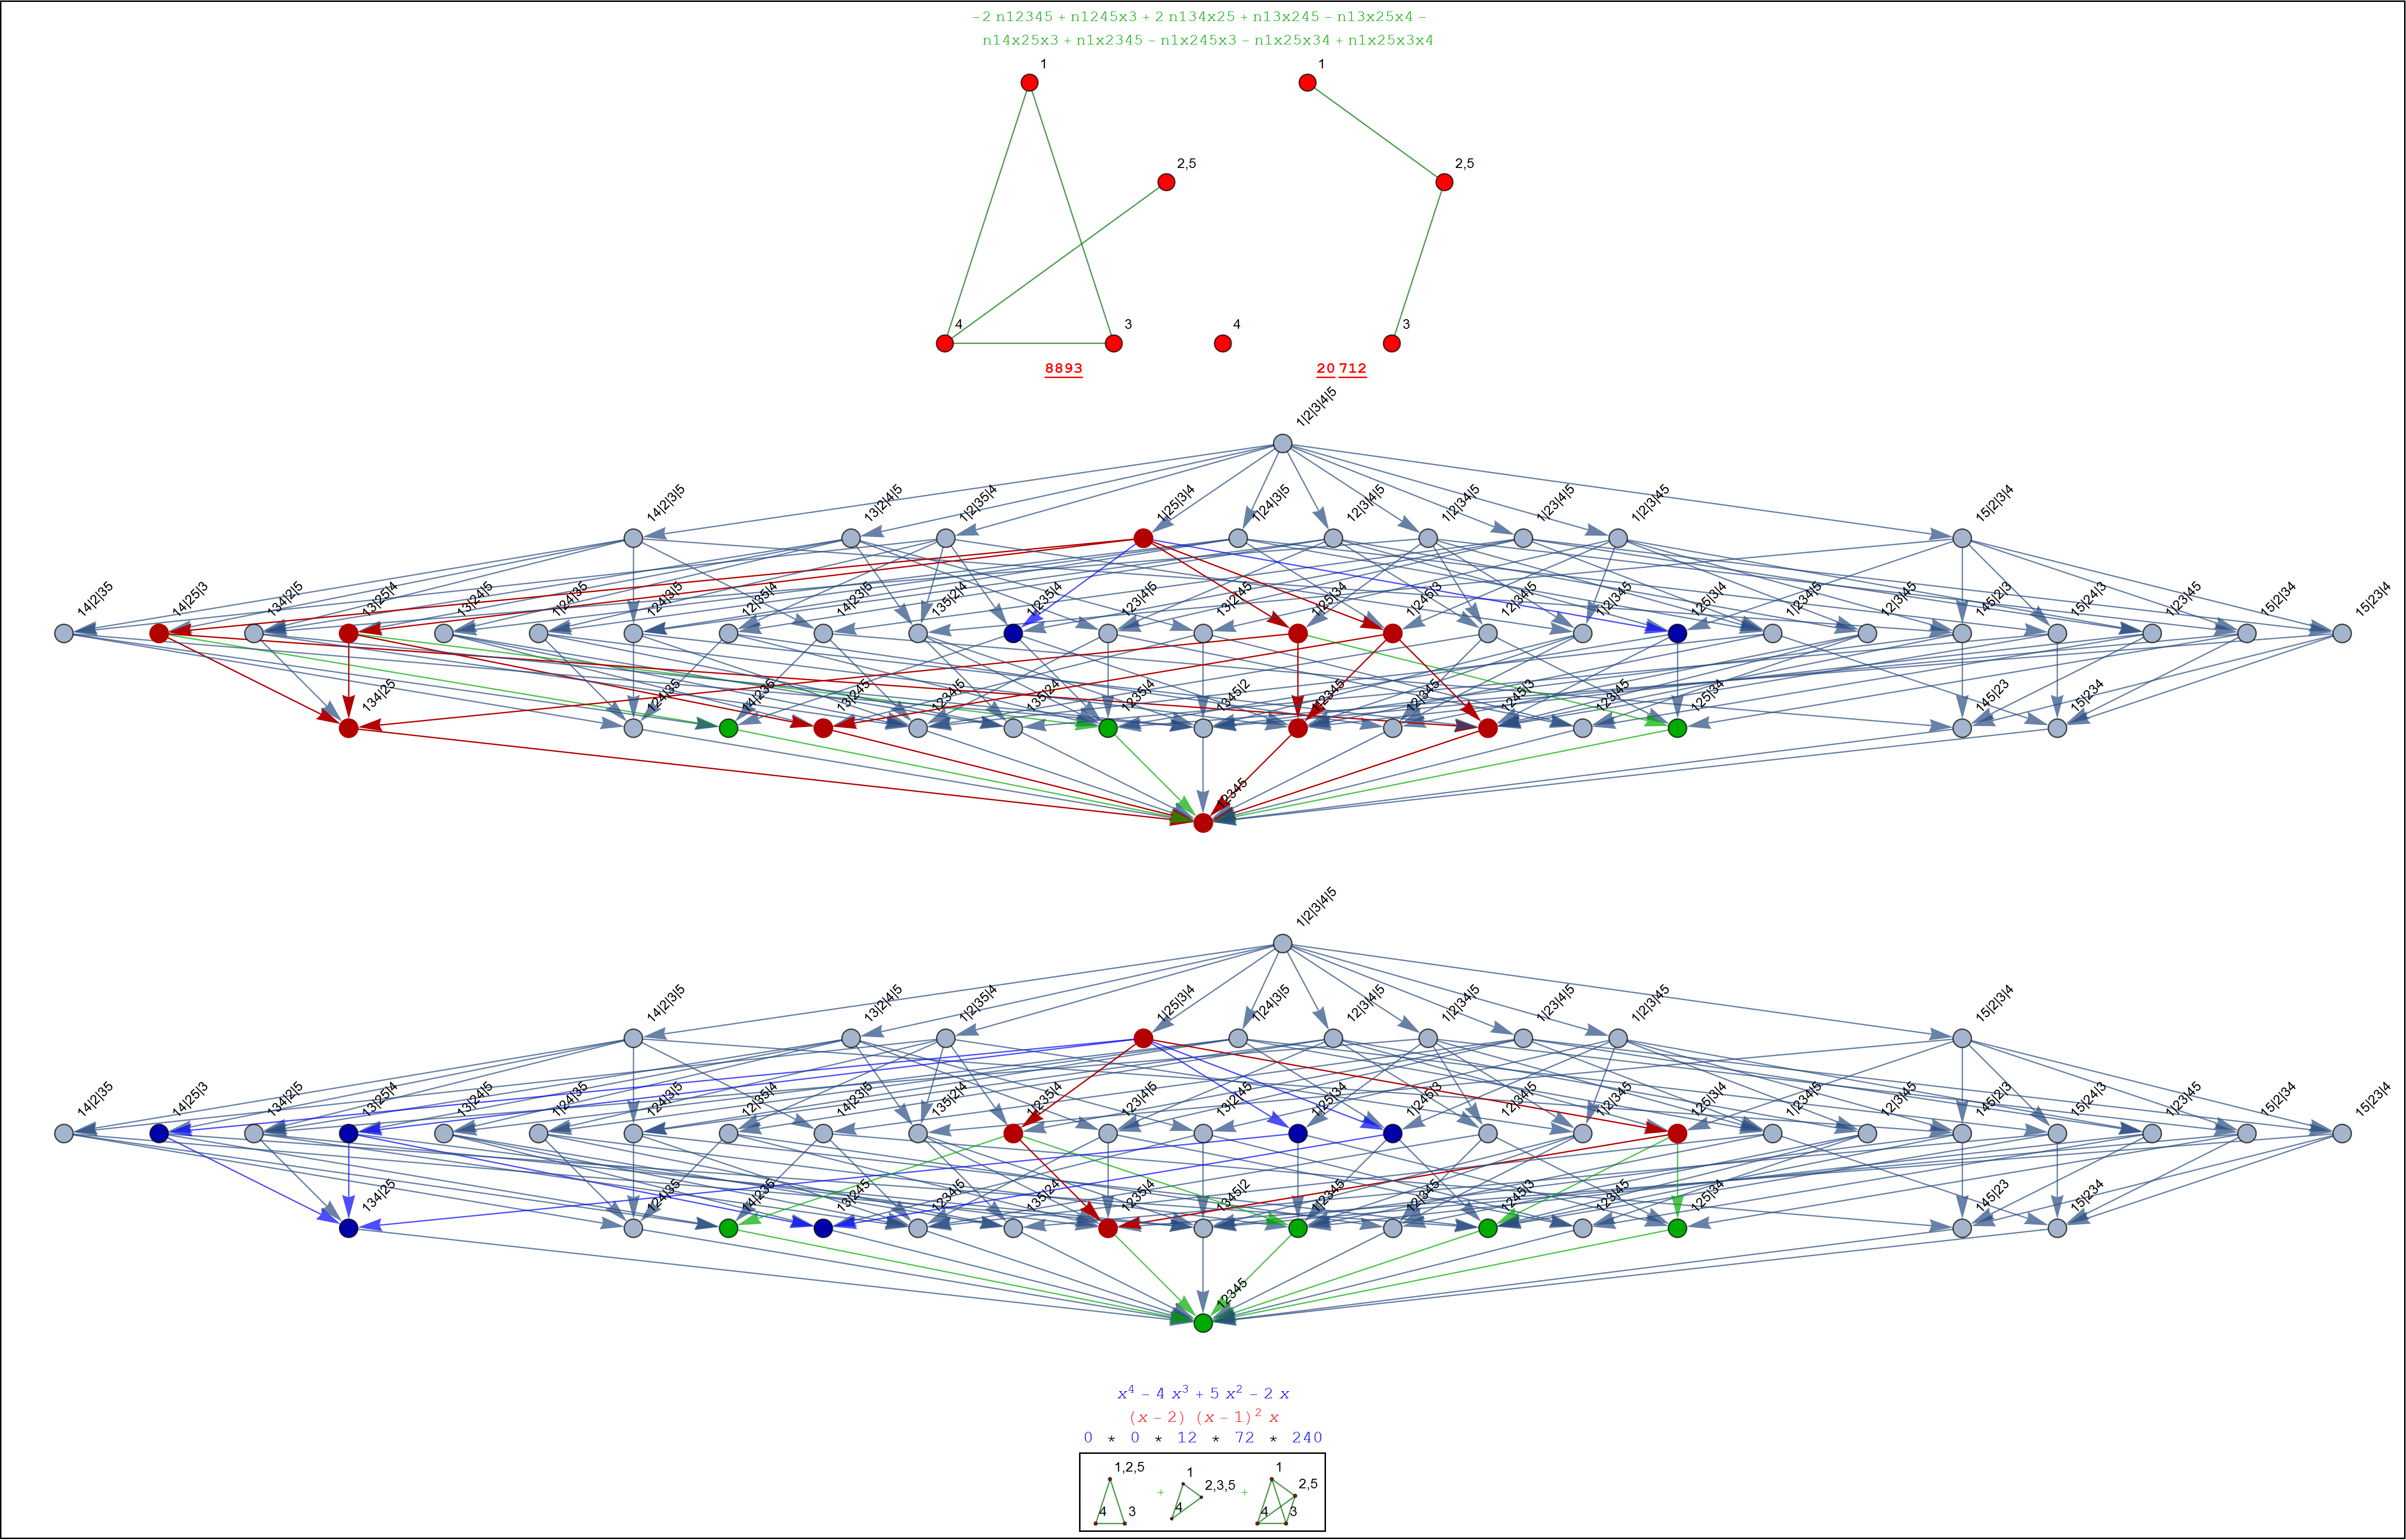 −2 n12345 + n1245x3 + 2 n134x25 + n13x245 − n13x25x4 −
n14x25x3 + n1x2345 − n1x245x3 − n1x25x34 + n1x25x3x4
1 1
2,5 2,5
4 3 4 3
8893 20 712
1|2|3|4|5
14|2|3|5 13|2|4|5 1|2|35|4 1|25|3|4 1|24|3|5 12|3|4|5 1|2|34|5 1|23|4|5 1|2|3|45 15|2|3|4
14|2|35 14|25|3 134|2|5 13|25|4 13|24|5 1|24|35 124|3|5 12|35|4 14|23|5 135|2|4 1|235|4 123|4|5 13|2|45 1|25|34 1|245|3 12|34|5 1|2|345 125|3|4 1|234|5 12|3|45 145|2|3 15|24|3 1|23|45 15|2|34 15|23|4
134|25 124|35 14|235 13|245 1234|5 135|24 1235|4 1345|2 1|2345 12|345 1245|3 123|45 125|34 145|23 15|234
12345
1|2|3|4|5
14|2|3|5 13|2|4|5 1|2|35|4 1|25|3|4 1|24|3|5 12|3|4|5 1|2|34|5 1|23|4|5 1|2|3|45 15|2|3|4
14|2|35 14|25|3 134|2|5 13|25|4 13|24|5 1|24|35 124|3|5 12|35|4 14|23|5 135|2|4 1|235|4 123|4|5 13|2|45 1|25|34 1|245|3 12|34|5 1|2|345 125|3|4 1|234|5 12|3|45 145|2|3 15|24|3 1|23|45 15|2|34 15|23|4
134|25 124|35 14|235 13|245 1234|5 135|24 1235|4 1345|2 1|2345 12|345 1245|3 123|45 125|34 145|23 15|234
12345
x⁴ − 4 x³ + 5 x² − 2 x
(x − 2) (x − 1)² x
0 * 0 * 12 * 72 * 240
1,2,5 1 1
+ 2,3,5 + 2,5
4 3 4 4 3